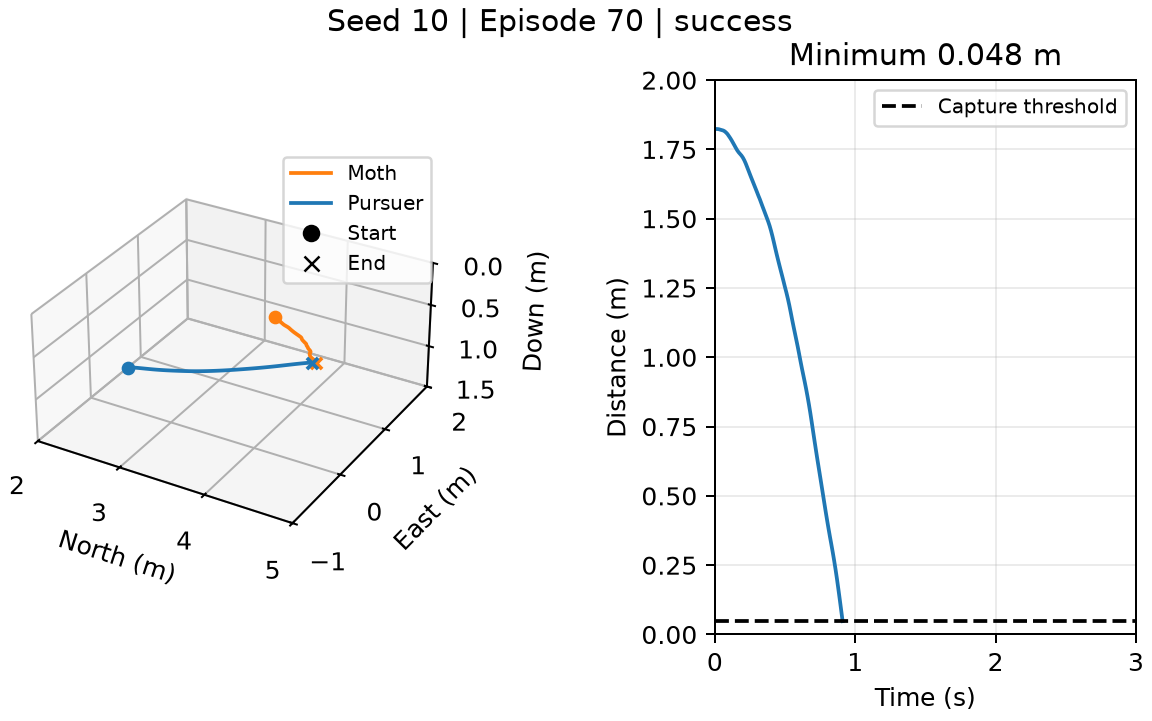 Seed 10 | Episode 70 | success
Moth
Pursuer
Start
End
0.0
0.5
1.0
1.5
Down (m)
2
1
0
−1
East (m)
2
3
4
5
North (m)
Minimum 0.048 m
Capture threshold
2.00
1.75
1.50
1.25
1.00
0.75
0.50
0.25
0.00
Distance (m)
0
1
2
3
Time (s)